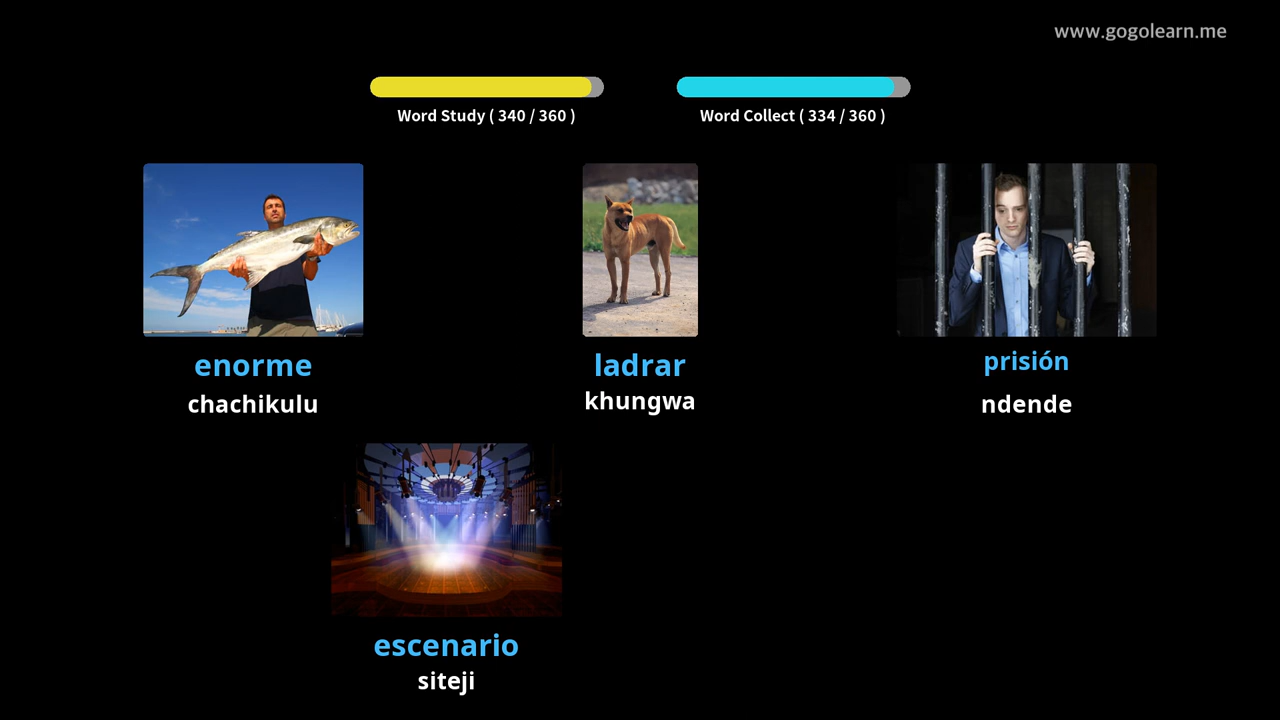 www.gogolearn.me
Word Study ( 340 / 360 )
Word Collect ( 334 / 360 )
enorme
chachikulu
ladrar
khungwa
prisión
ndende
escenario
siteji